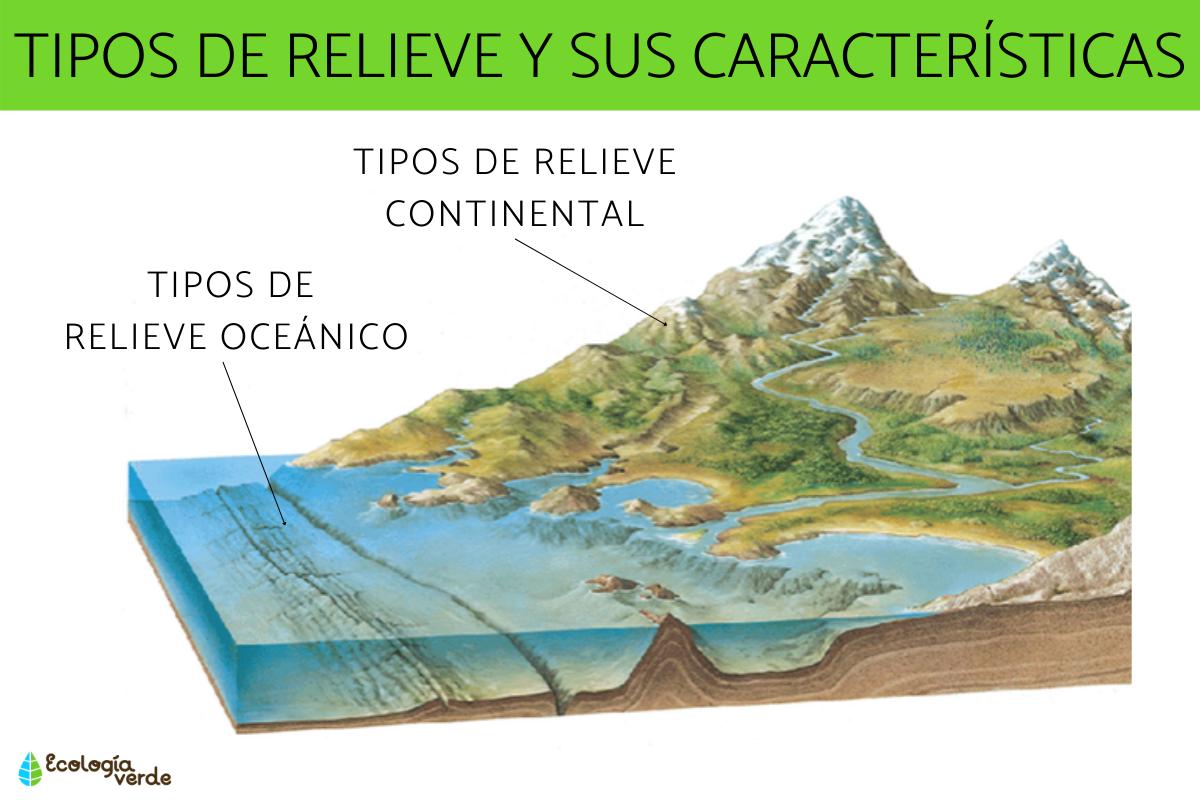 TIPOS DE RELIEVE Y SUS CARACTERÍSTICAS
TIPOS DE RELIEVE
CONTINENTAL
TIPOS DE
RELIEVE OCEÁNICO
Ecología
verde